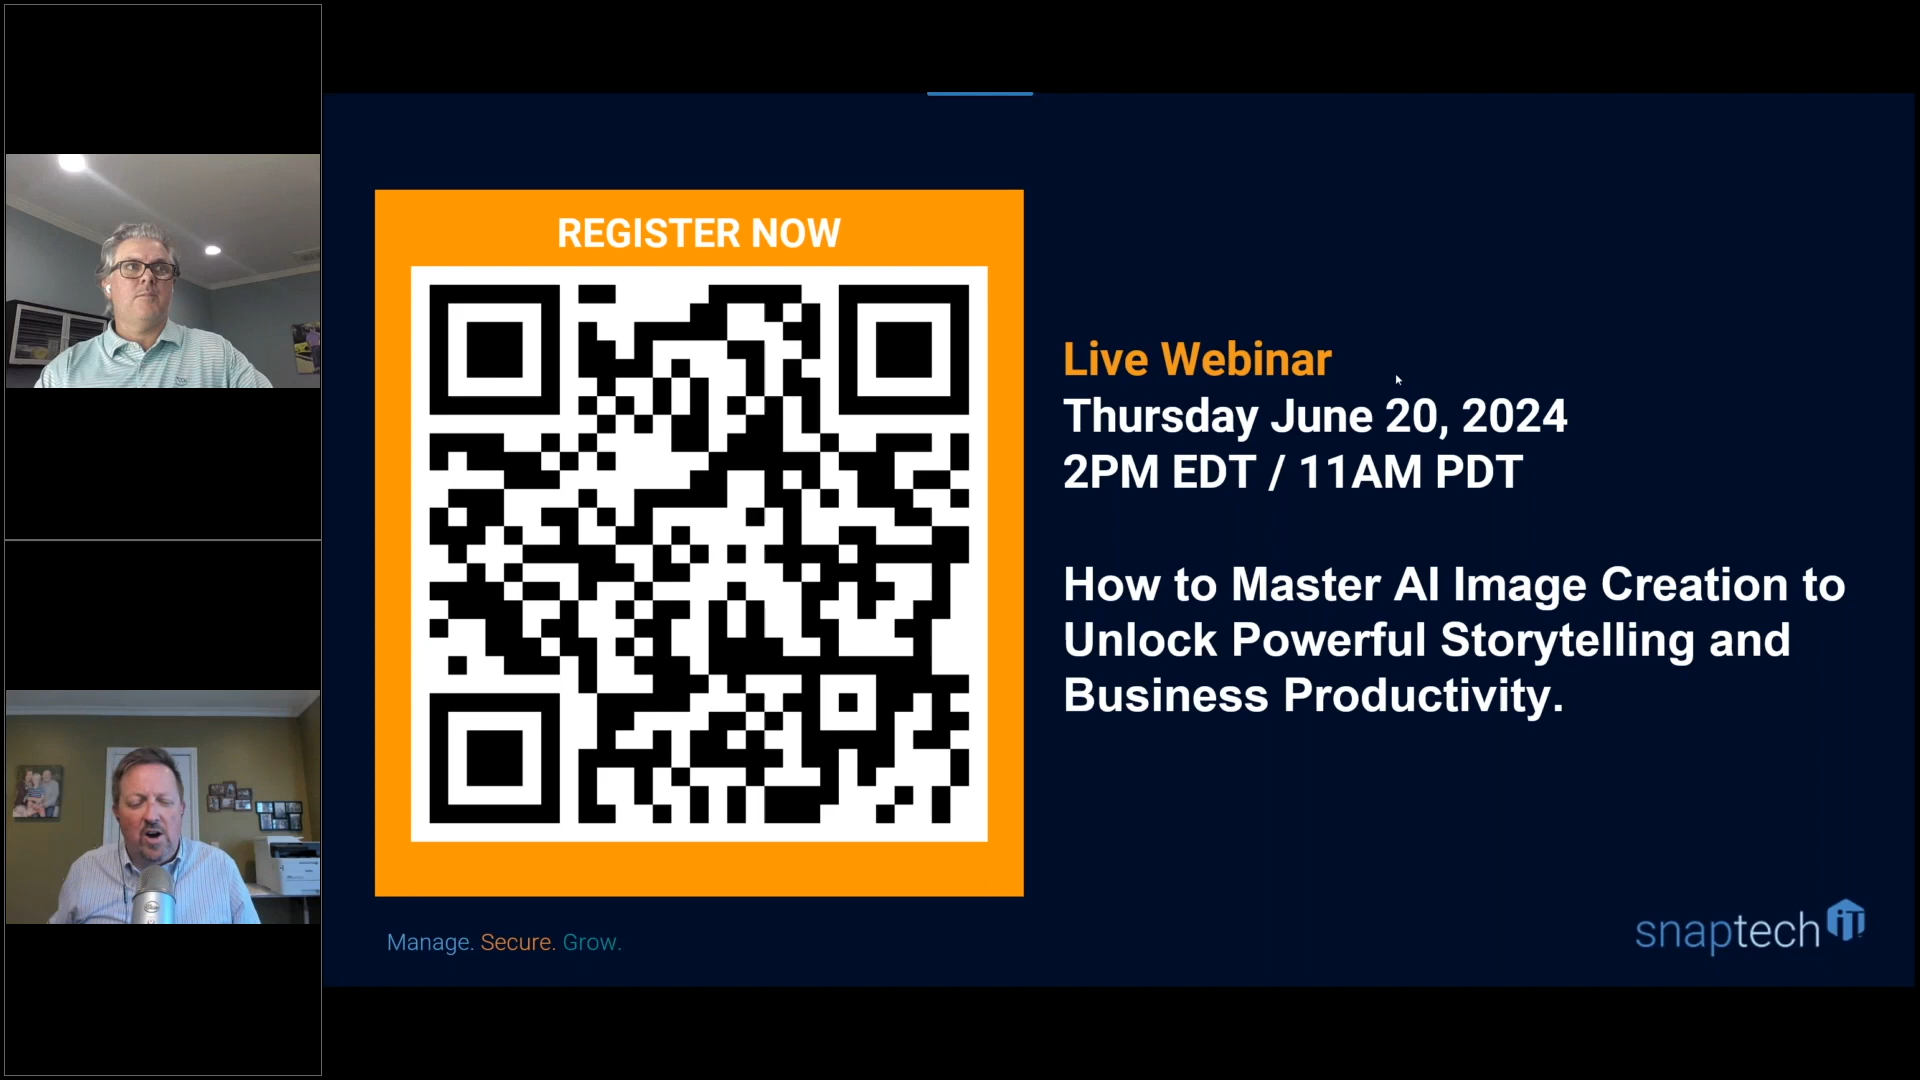 REGISTER NOW
Live Webinar
Thursday June 20, 2024
2PM EDT / 11AM PDT
How to Master AI Image Creation to
Unlock Powerful Storytelling and
Business Productivity.
Manage. Secure. Grow.
snaptech iT